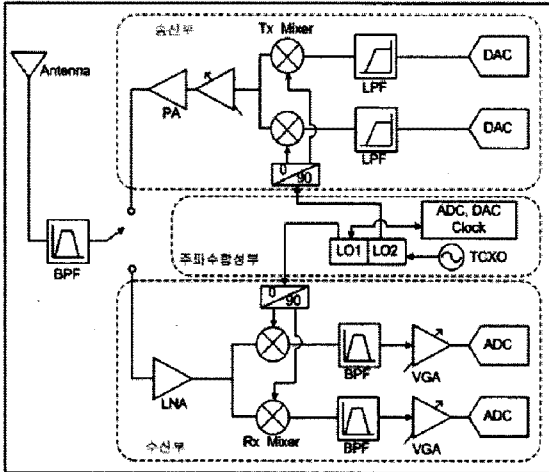 송신부
Tx Mixer
Antenna
PA
LPF
DAC
LPF
DAC
0
90
주파수합성부
ADC, DAC
Clock
LO1
LO2
TCXO
BPF
0
90
LNA
BPF
VGA
ADC
Rx Mixer
BPF
VGA
ADC
수신부